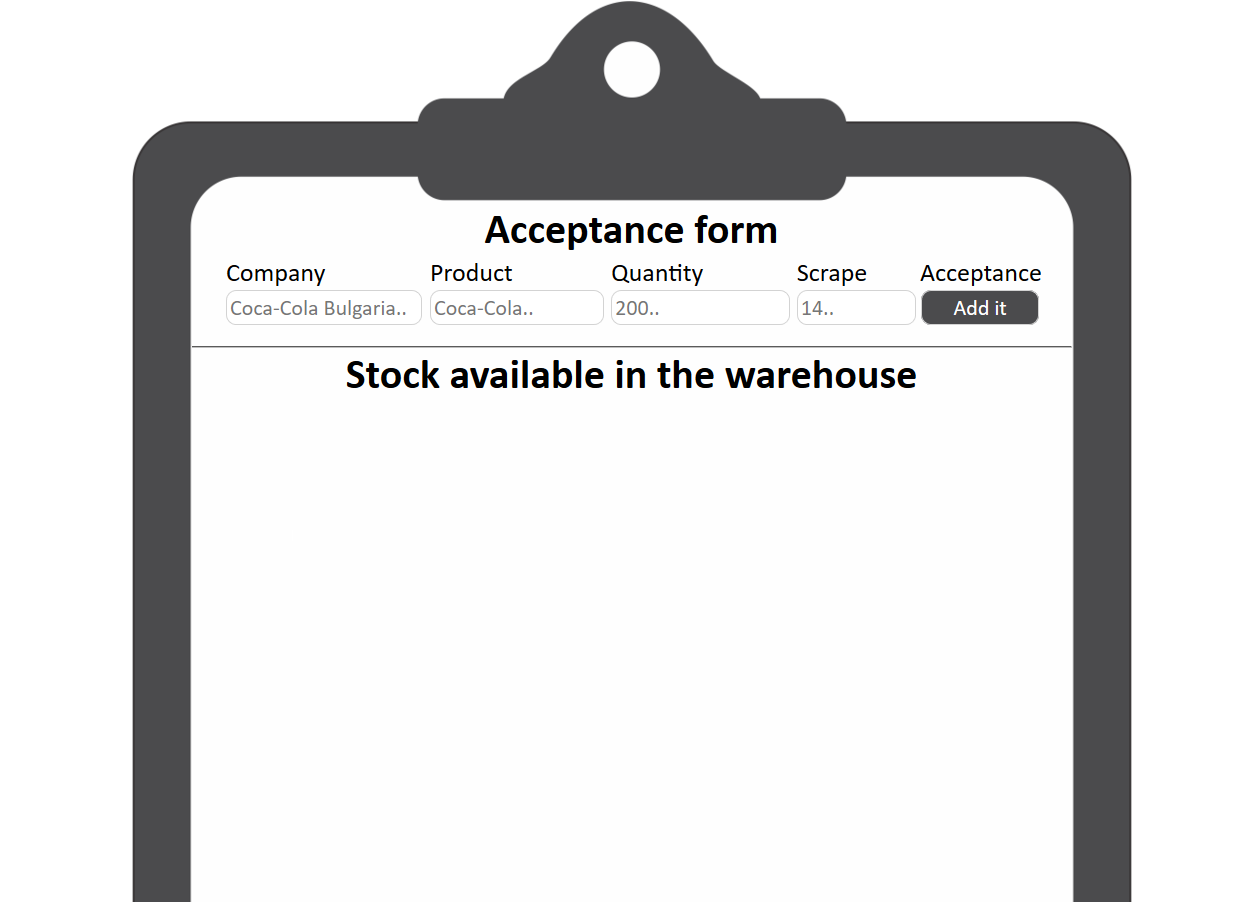 Acceptance form
Company Product Quantity Scrape Acceptance
Coca-Cola Bulgaria.. Coca-Cola.. 200.. 14.. Add it
Stock available in the warehouse